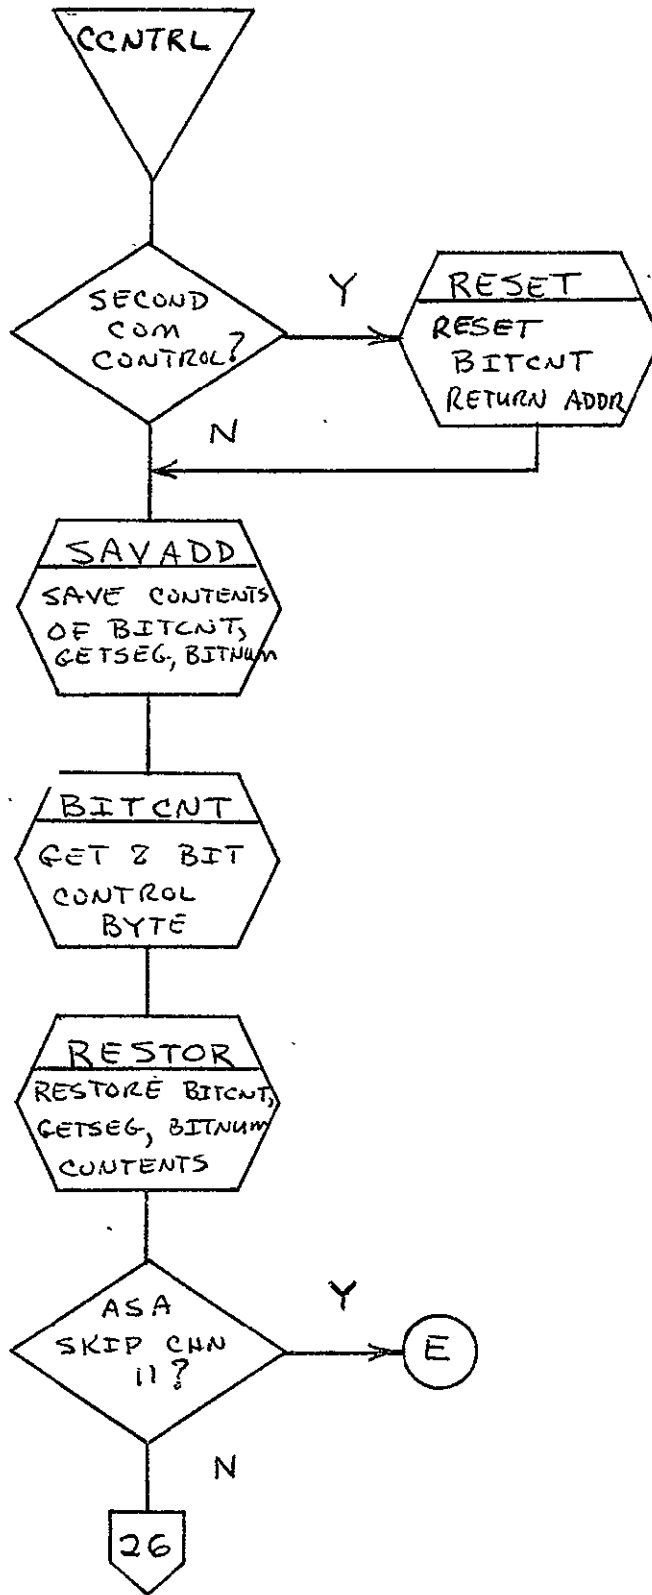 CCNTRL
SECOND
COM
CONTROL?
Y
RESET
RESET
BITCNT
RETURN ADDR
N
SAVADD
SAVE CONTENTS
OF BITCNT,
GETSEG, BITNUM
BITCNT
GET 8 BIT
CONTROL
BYTE
RESTOR
RESTORE BITCNT,
GETSEG, BITNUM
CONTENTS
ASA
SKIP CHN
11?
Y
E
N
26